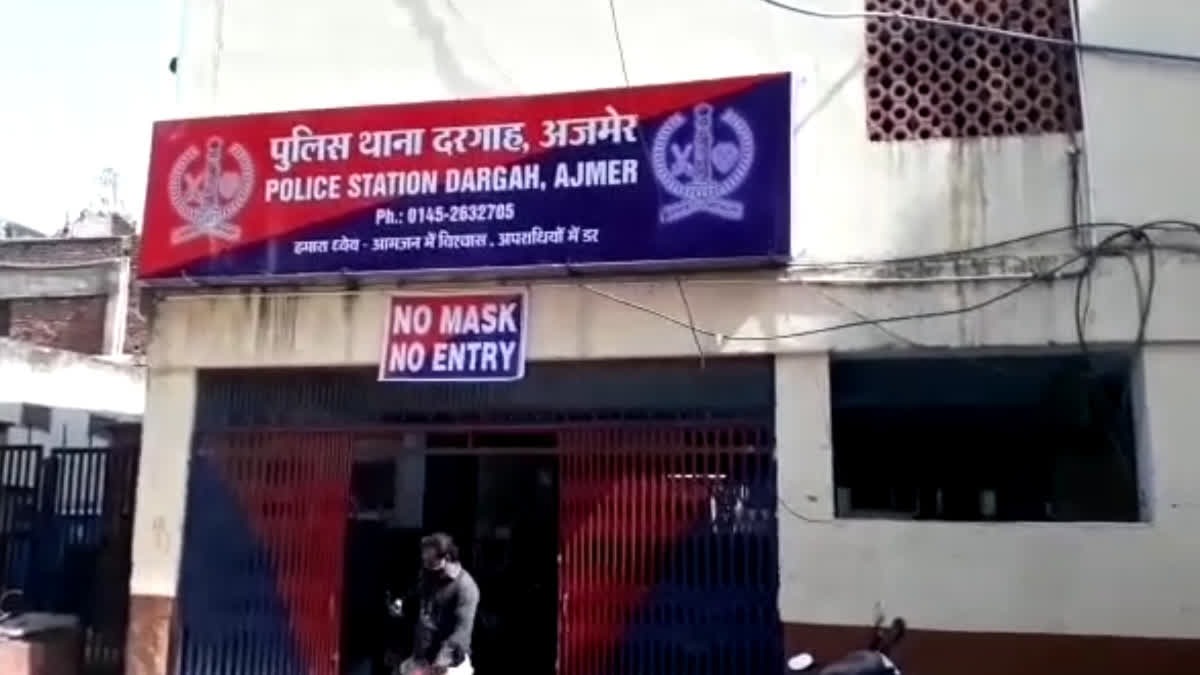 पुलिस थाना दरगाह, अजमेर
POLICE STATION DARGAH, AJMER
Ph.: 0145-2632705
हमारा ध्येय - आमजन में विश्वास . अपराधियों में डर
NO MASK
NO ENTRY